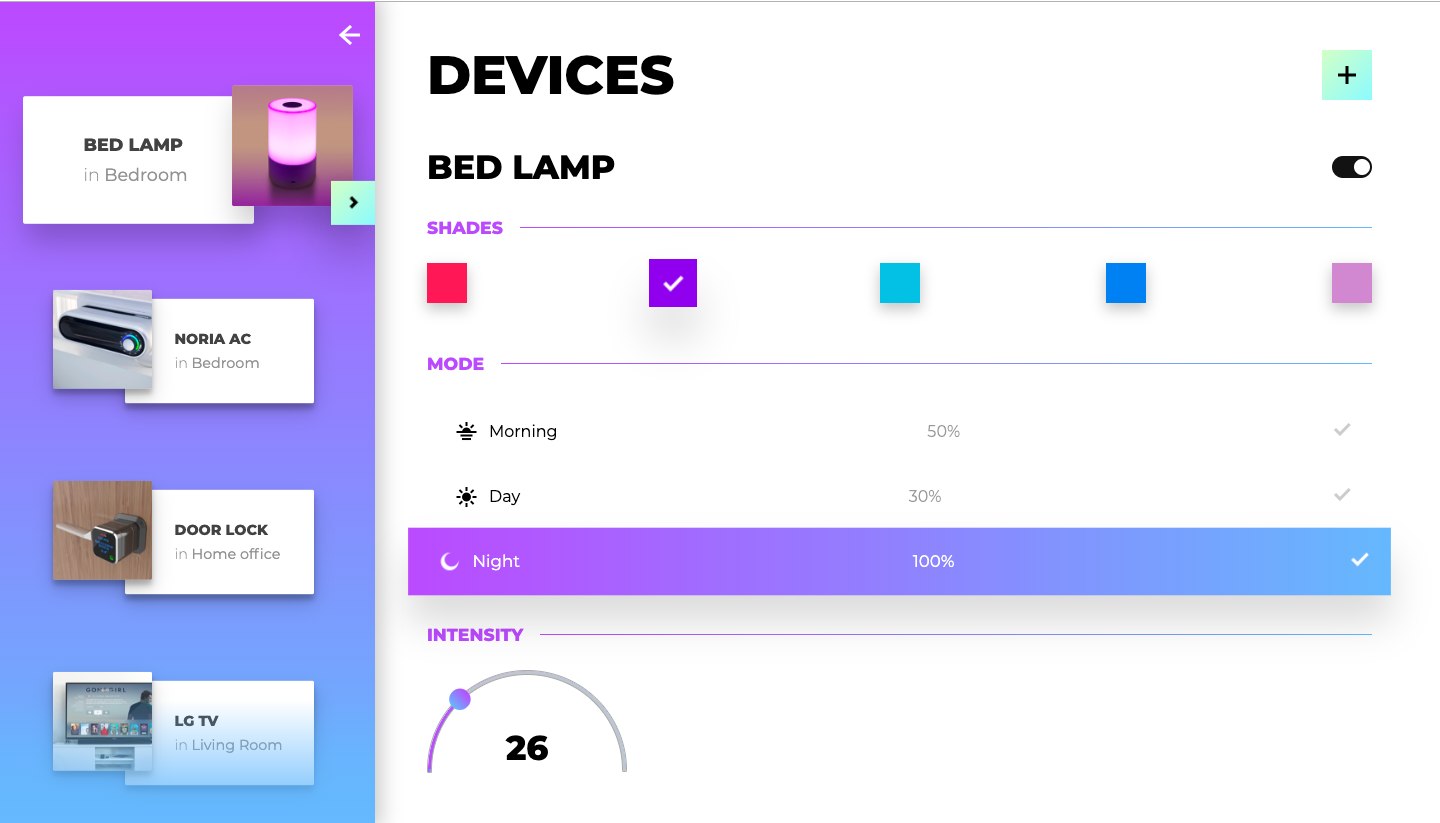 DEVICES
BED LAMP
in Bedroom
NORIA AC
in Bedroom
DOOR LOCK
in Home office
LG TV
in Living Room
BED LAMP
SHADES
MODE
Morning 50%
Day 30%
Night 100%
INTENSITY
26